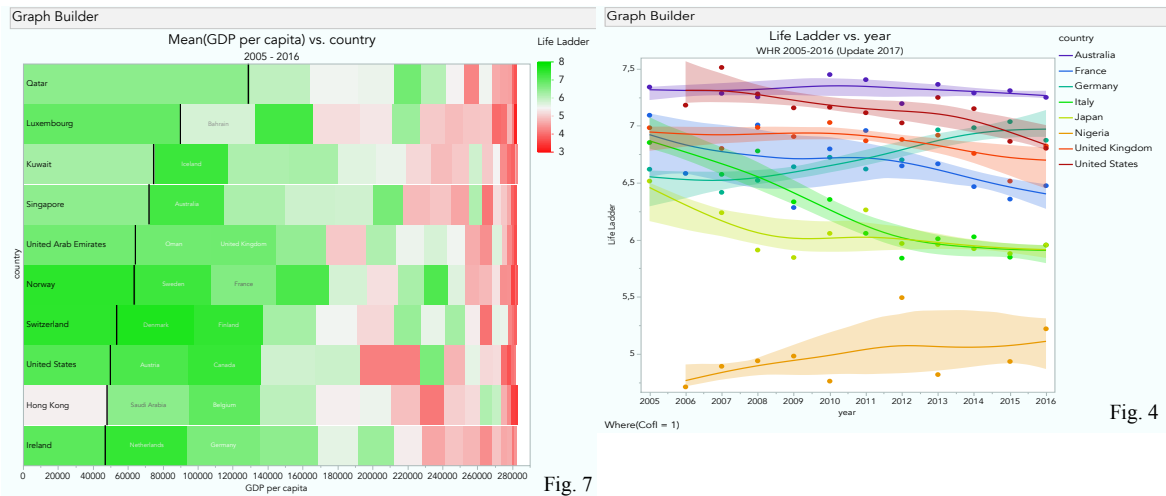 Graph Builder
Mean(GDP per capita) vs. country
2005 - 2016
Life Ladder
8
7
6
5
4
3
country
Qatar
Luxembourg
Bahrain
Kuwait
Iceland
Singapore
Australia
United Arab Emirates
Oman
United Kingdom
Norway
Sweden
France
Switzerland
Denmark
Finland
United States
Austria
Canada
Hong Kong
Saudi Arabia
Belgium
Ireland
Netherlands
Germany
0 20000 40000 60000 80000 100000 120000 140000 160000 180000 200000 220000 240000 260000 280000
GDP per capita
Fig. 7
Graph Builder
Life Ladder vs. year
WHR 2005-2016 (Update 2017)
Life Ladder
7,5
7
6,5
6
5,5
5
2005 2006 2007 2008 2009 2010 2011 2012 2013 2014 2015 2016
year
Where(CofI = 1)
country
Australia
France
Germany
Italy
Japan
Nigeria
United Kingdom
United States
Fig. 4